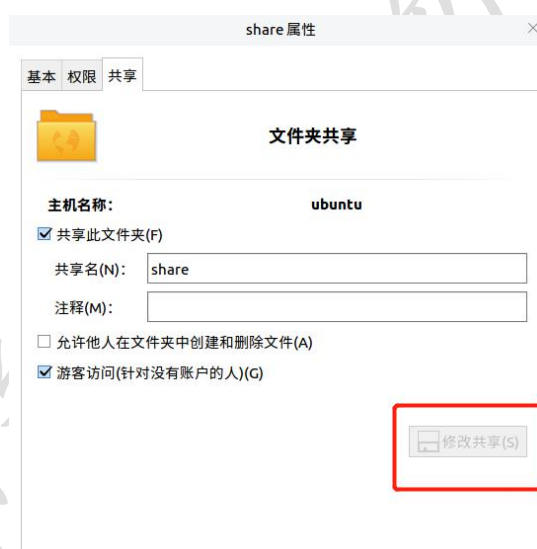 share 属性
基本 权限 共享
文件夹共享
主机名称： ubuntu
共享此文件夹(F)
共享名(N)： share
注释(M)：
允许他人在文件夹中创建和删除文件(A)
游客访问(针对没有账户的人)(G)
修改共享(S)